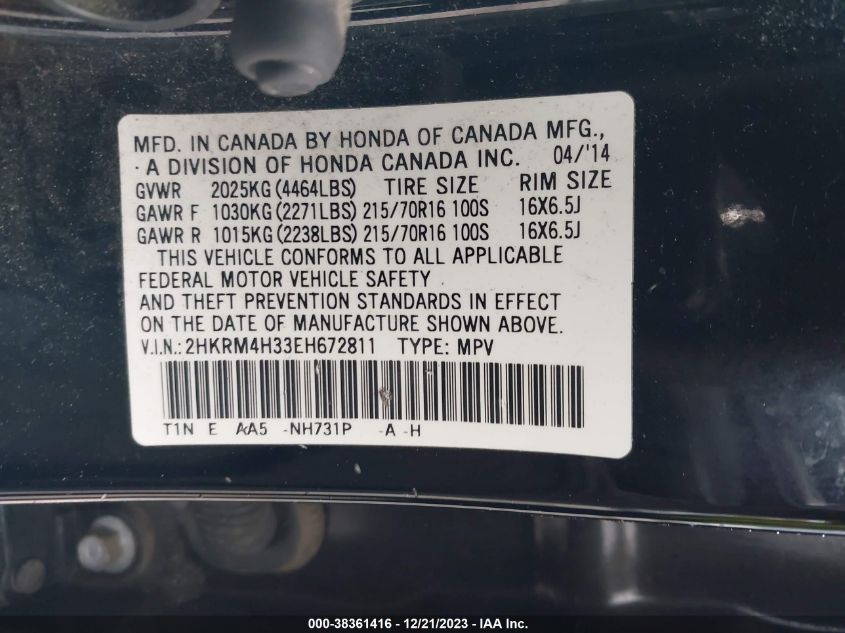 MFD. IN CANADA BY HONDA OF CANADA MFG.,
A DIVISION OF HONDA CANADA INC. 04/'14
GVWR 2025KG (4464LBS) TIRE SIZE RIM SIZE
GAWR F 1030KG (2271LBS) 215/70R16 100S 16X6.5J
GAWR R 1015KG (2238LBS) 215/70R16 100S 16X6.5J
THIS VEHICLE CONFORMS TO ALL APPLICABLE
FEDERAL MOTOR VEHICLE SAFETY
AND THEFT PREVENTION STANDARDS IN EFFECT
ON THE DATE OF MANUFACTURE SHOWN ABOVE.
V.I.N.:2HKRM4H33EH672811 TYPE: MPV
T1N E AA5 -NH731P -A -H
000-38361416 - 12/21/2023 - IAA Inc.